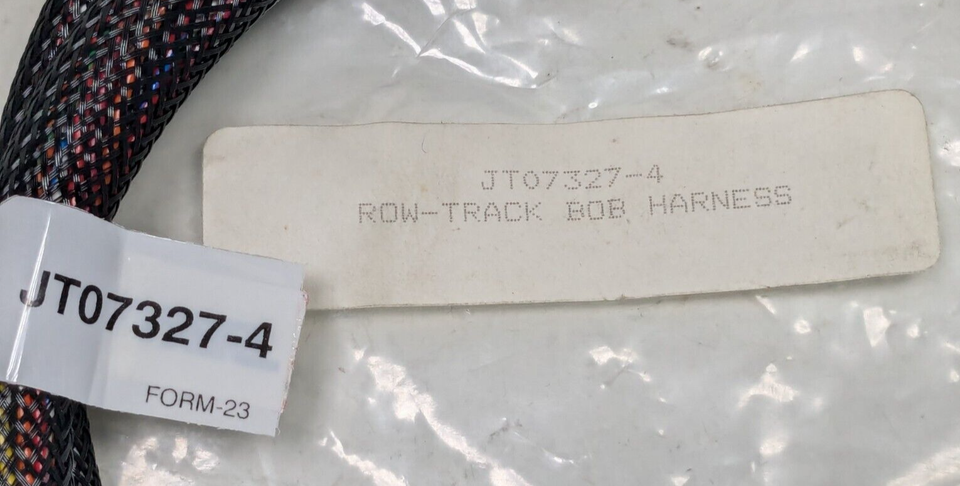 JT07327-4
ROW-TRACK BOB HARNESS
JT07327-4
FORM-23